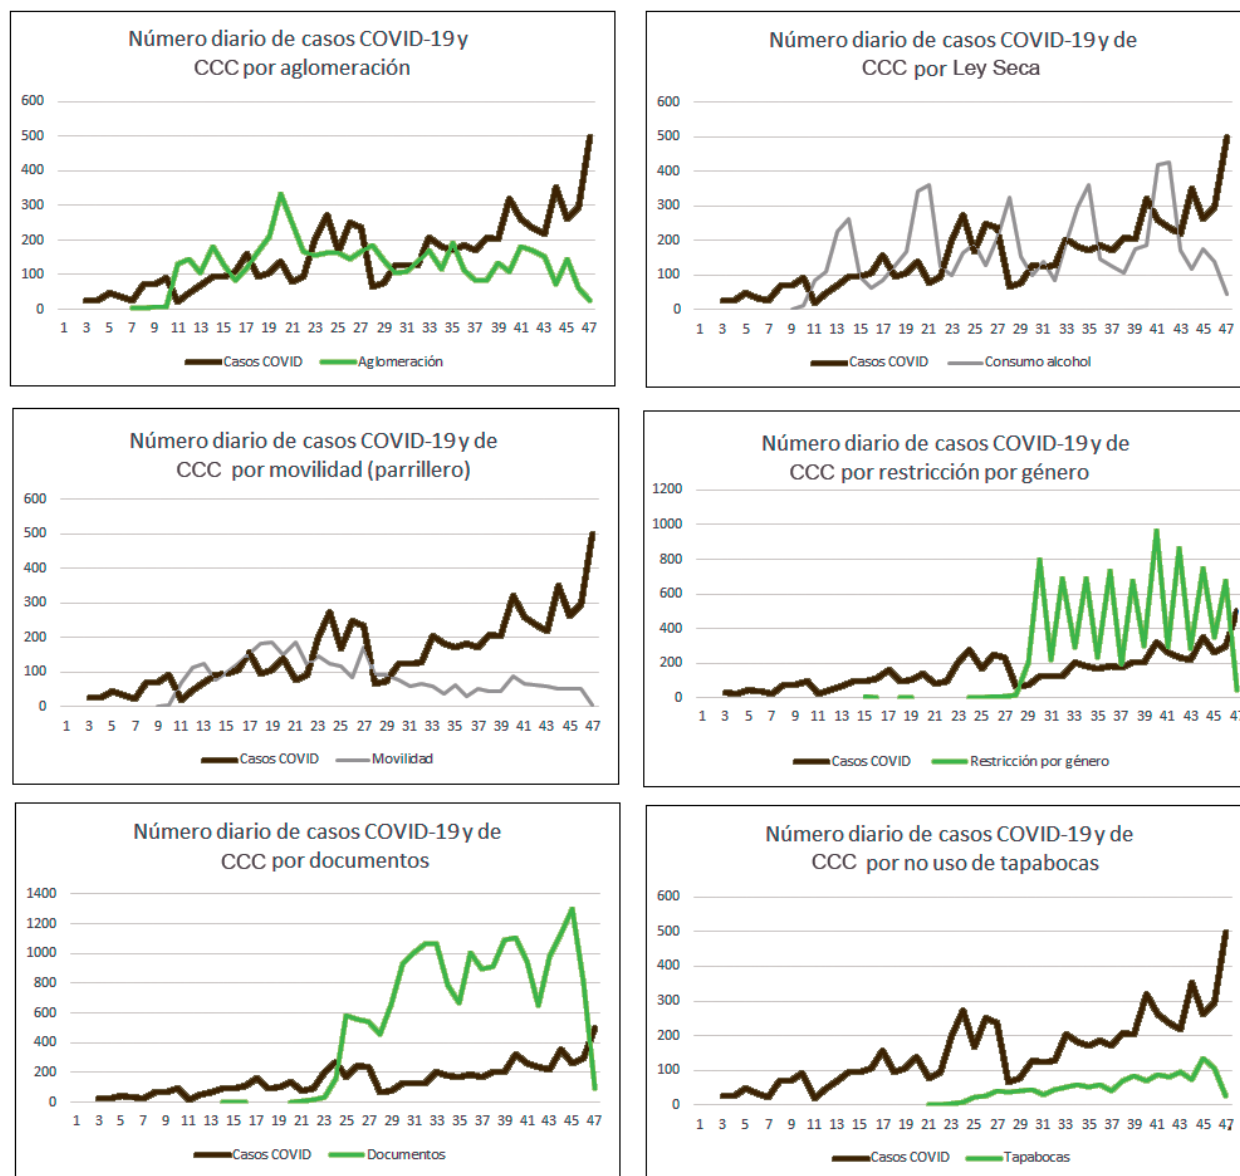 Número diario de casos COVID-19 y
CCC por aglomeración
600
500
400
300
200
100
0
1 3 5 7 9 11 13 15 17 19 21 23 25 27 29 31 33 35 37 39 41 43 45 47
Casos COVID Aglomeración
Número diario de casos COVID-19 y de
CCC por Ley Seca
600
500
400
300
200
100
0
1 3 5 7 9 11 13 15 17 19 21 23 25 27 29 31 33 35 37 39 41 43 45 47
Casos COVID Consumo alcohol
Número diario de casos COVID-19 y de
CCC por movilidad (parrillero)
600
500
400
300
200
100
0
1 3 5 7 9 11 13 15 17 19 21 23 25 27 29 31 33 35 37 39 41 43 45 47
Casos COVID Movilidad
Número diario de casos COVID-19 y de
CCC por restricción por género
1200
1000
800
600
400
200
0
1 3 5 7 9 11 13 15 17 19 21 23 25 27 29 31 33 35 37 39 41 43 45 47
Casos COVID Restricción por género
Número diario de casos COVID-19 y de
CCC por documentos
1400
1200
1000
800
600
400
200
0
1 3 5 7 9 11 13 15 17 19 21 23 25 27 29 31 33 35 37 39 41 43 45 47
Casos COVID Documentos
Número diario de casos COVID-19 y de
CCC por no uso de tapabocas
600
500
400
300
200
100
0
1 3 5 7 9 11 13 15 17 19 21 23 25 27 29 31 33 35 37 39 41 43 45 47
Casos COVID Tapabocas